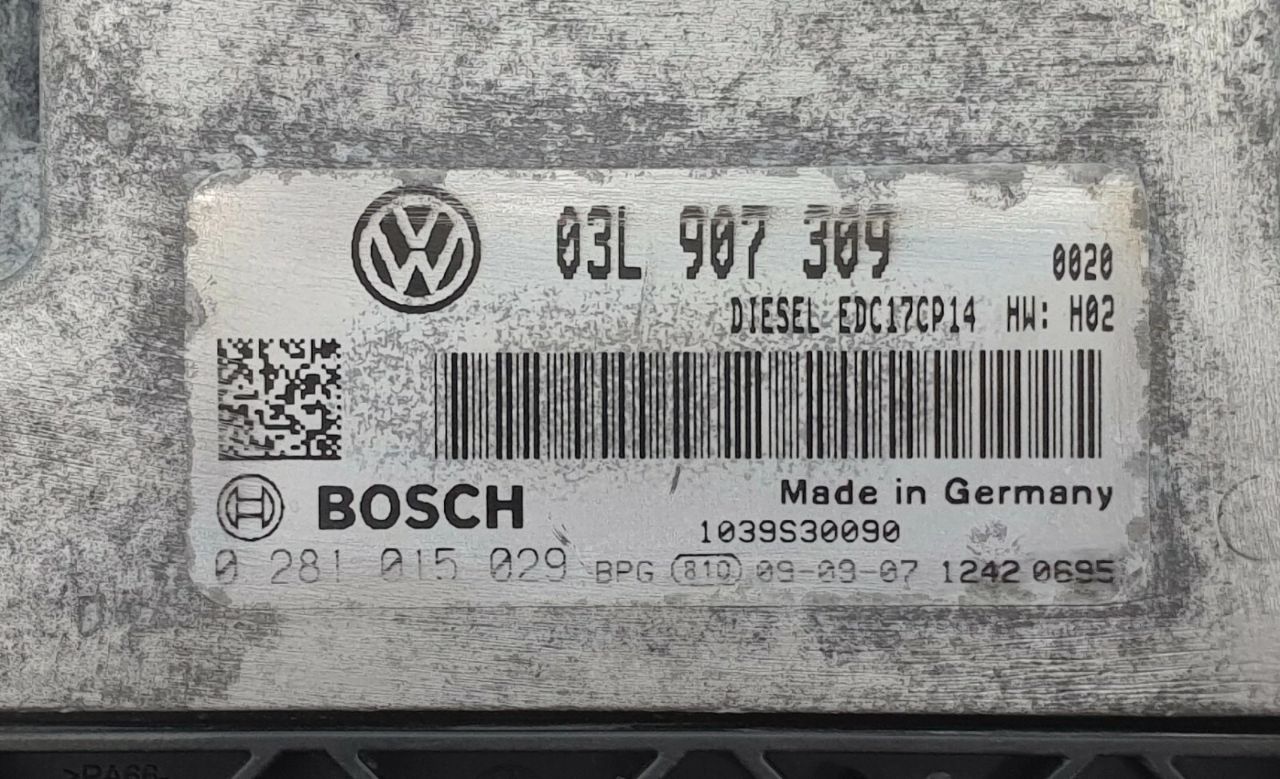 03L 907 309
0020
DIESEL EDC17CP14 HW: H02
BOSCH
Made in Germany
1039S30090
0 281 015 029 BPG 810 09-09-07 1242 0695
>PA66-